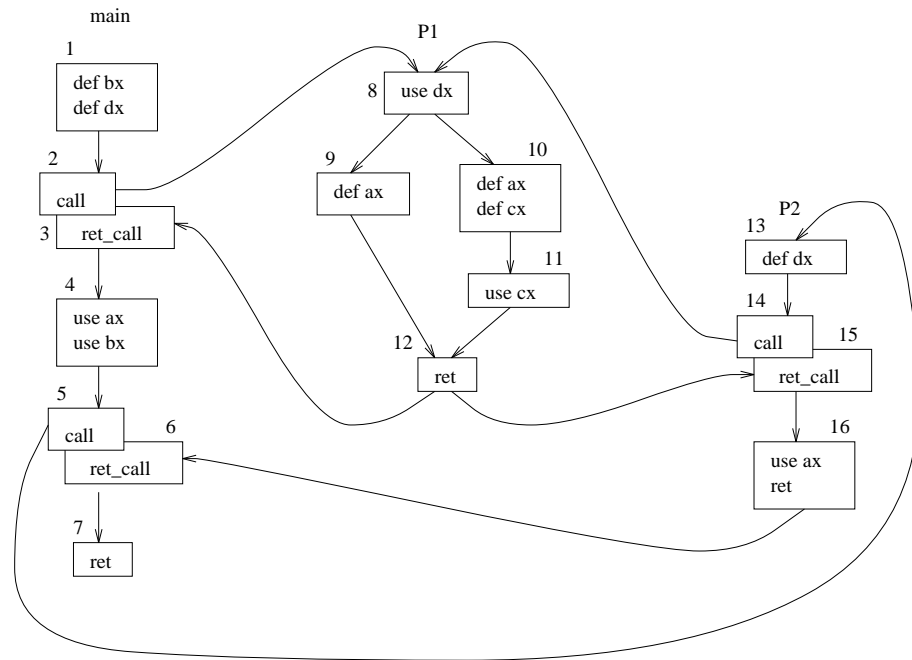 main
1
def bx
def dx
2
call
3
ret_call
4
use ax
use bx
5
call
6
ret_call
7
ret
P1
8
use dx
9
def ax
10
def ax
def cx
11
use cx
12
ret
P2
13
def dx
14
call
15
ret_call
16
use ax
ret